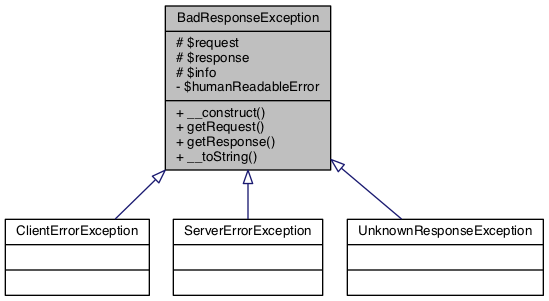 BadResponseException
# $request
# $response
# $info
- $humanReadableError
+ __construct()
+ getRequest()
+ getResponse()
+ __toString()
ClientErrorException
ServerErrorException
UnknownResponseException